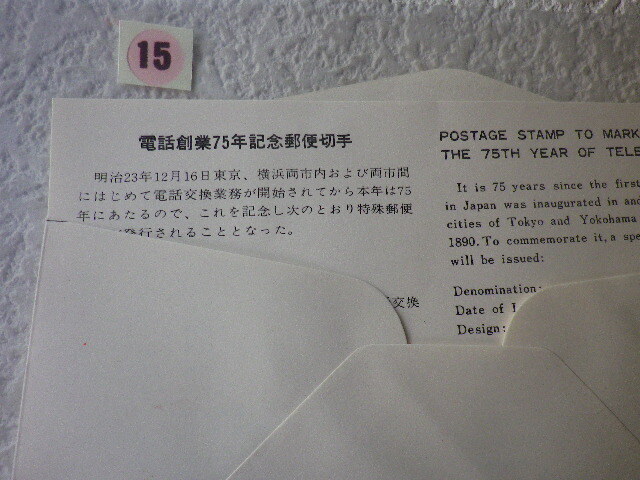 15
電話創業75年記念郵便切手
明治23年12月16日東京、横浜両市内および両市間
にはじめて電話交換業務が開始されてから本年は75
年にあたるので、これを記念し次のとおり特殊郵便
発行されることとなった。
交換
POSTAGE STAMP TO MARK
THE 75TH YEAR OF TELE
It is 75 years since the first
in Japan was inaugurated in and
cities of Tokyo and Yokohama
1890. To commemorate it, a spe
will be issued:
Denomination:
Date of
Design: